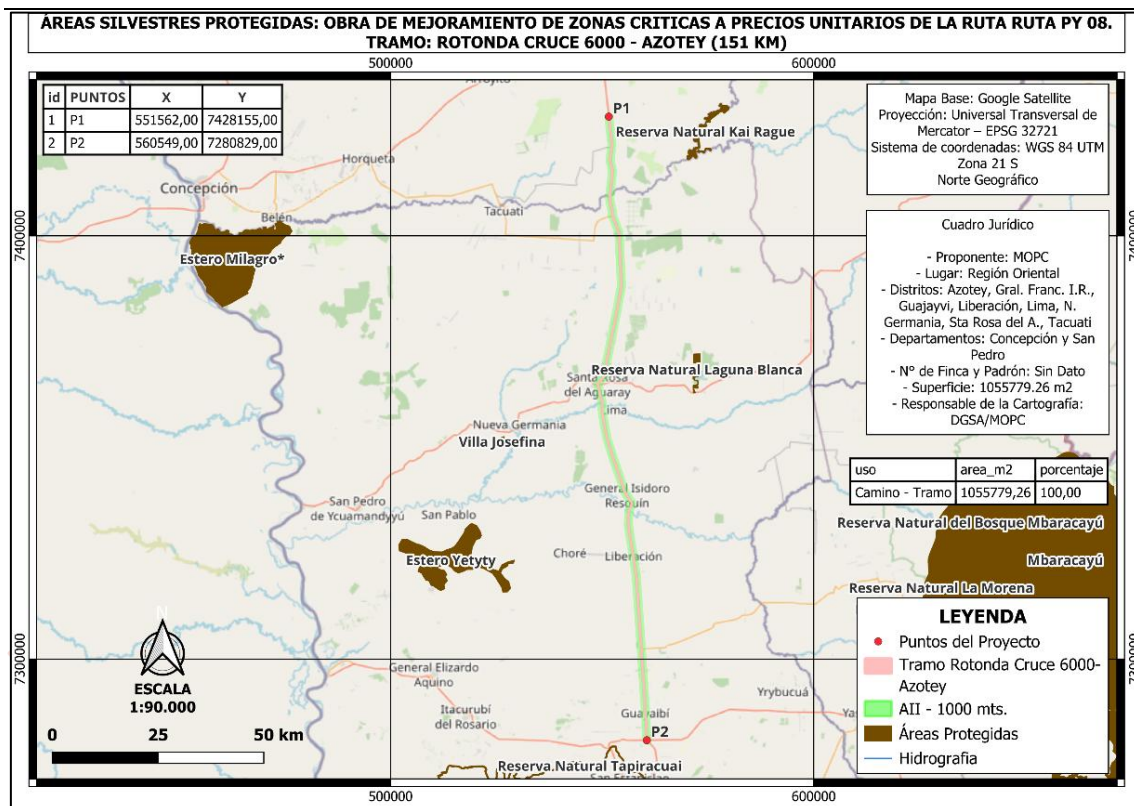 ÁREAS SILVESTRES PROTEGIDAS: OBRA DE MEJORAMIENTO DE ZONAS CRITICAS A PRECIOS UNITARIOS DE LA RUTA RUTA PY 08.
TRAMO: ROTONDA CRUCE 6000 - AZOTEY (151 KM)
500000 600000
id PUNTOS X Y
1 P1 551562,00 7428155,00
2 P2 560549,00 7280829,00
Mapa Base: Google Satellite
Proyección: Universal Transversal de
Mercator – EPSG 32721
Sistema de coordenadas: WGS 84 UTM
Zona 21 S
Norte Geográfico
Arroyito
P1
Reserva Natural Kai Rague
Horqueta
Concepción
Belén
Tacuati
7400000 7400000
Estero Milagro*
Cuadro Jurídico
- Proponente: MOPC
- Lugar: Región Oriental
- Distritos: Azotey, Gral. Franc. I.R.,
Guajayvi, Liberación, Lima, N.
Germania, Sta Rosa del A., Tacuati
- Departamentos: Concepción y San
Pedro
- N° de Finca y Padrón: Sin Dato
- Superficie: 1055779.26 m2
- Responsable de la Cartografía:
DGSA/MOPC
Reserva Natural Laguna Blanca
Santa Rosa
del Aguaray
Lima
Nueva Germania
Villa Josefina
uso area_m2 porcentaje
Camino - Tramo 1055779,26 100,00
General Isidoro
Resquín
San Pedro
de Ycuamandyyú
San Pablo
Reserva Natural del Bosque Mbaracayú
Estero Yetyty
Choré
Liberación
Mbaracayú
Reserva Natural La Morena
LEYENDA
Puntos del Proyecto
Tramo Rotonda Cruce 6000-
Azotey
AII - 1000 mts.
Áreas Protegidas
Hidrografia
N
ESCALA
1:90.000
0 25 50 km
7300000 7300000
General Elizardo
Aquino
Yrybucuá
Itacurubí
del Rosario
Guayaibí
P2
Reserva Natural Tapiracuai
San Estanislao
500000 600000